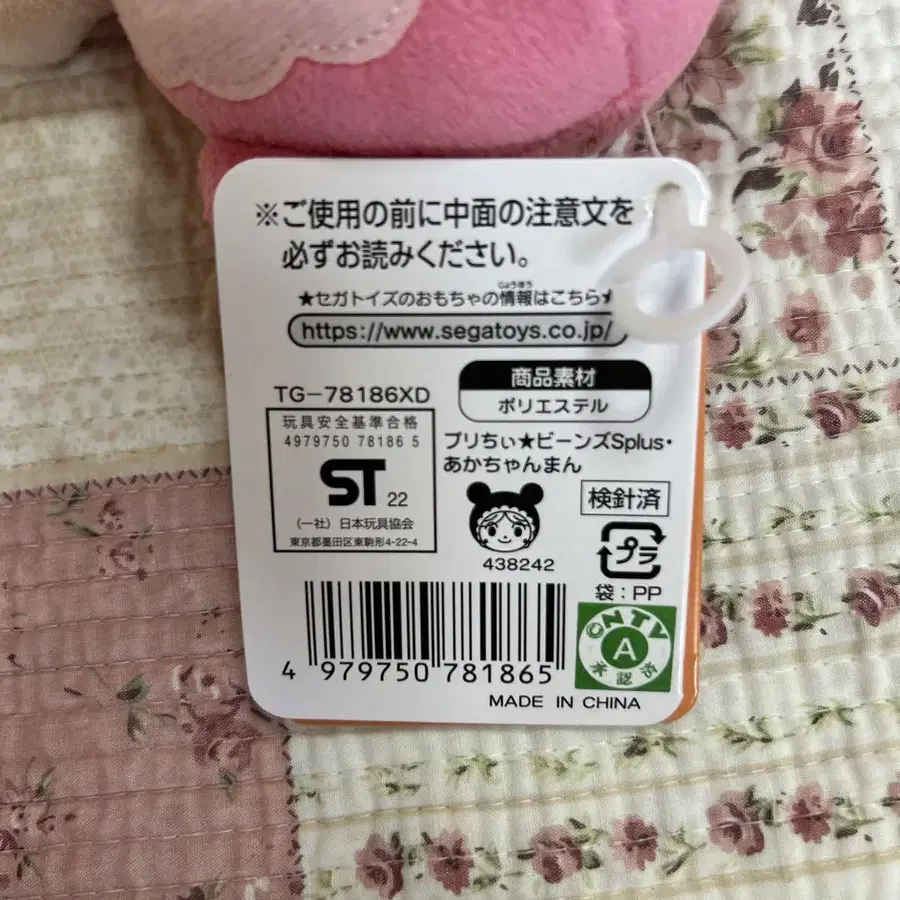 ※ご使用の前に中面の注意文を
必ずお読みください。
じょうほう
★セガトイズのおもちゃの情報はこちら★
https://www.segatoys.co.jp/
TG-78186XD
商品素材
ポリエステル
玩具安全基準合格
4979750 78186 5
ST 22
(一社) 日本玩具協会
東京都墨田区東駒形4-22-4
プリちぃ★ビーンズSplus・
あかちゃんまん
438242
検針済
プラ
袋：PP
©NTV
A
承認済
4 979750 781865
MADE IN CHINA